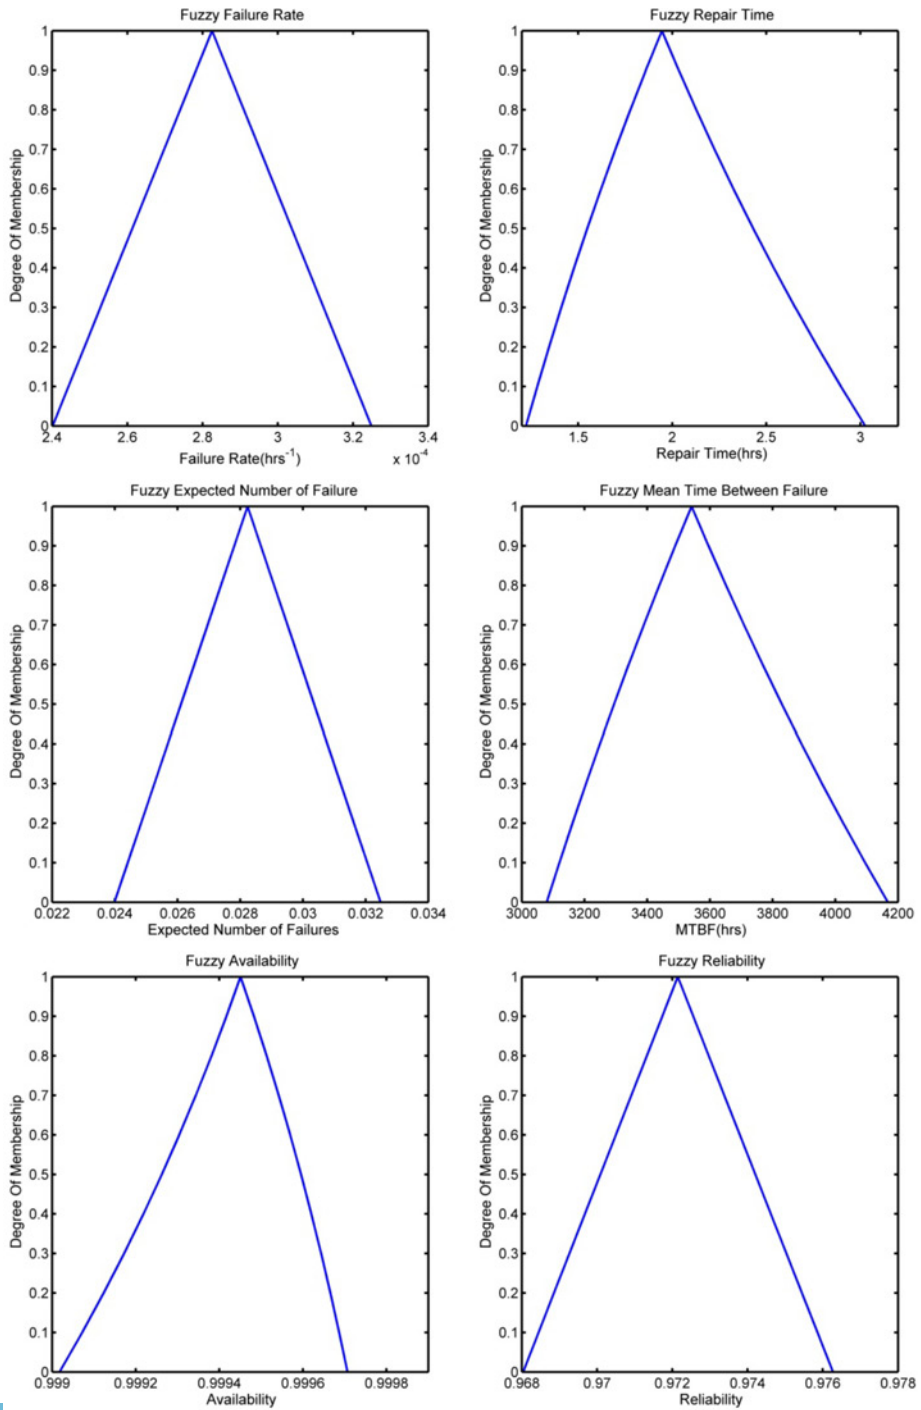 Fuzzy Failure Rate
1
0.9
0.8
0.7
0.6
0.5
0.4
0.3
0.2
0.1
0
Degree Of Membership
2.4 2.6 2.8 3 3.2 3.4
Failure Rate(hrs-1) x 10-4
Fuzzy Repair Time
1
0.9
0.8
0.7
0.6
0.5
0.4
0.3
0.2
0.1
0
Degree Of Membership
1.5 2 2.5 3
Repair Time(hrs)
Fuzzy Expected Number of Failure
1
0.9
0.8
0.7
0.6
0.5
0.4
0.3
0.2
0.1
0
Degree Of Membership
0.022 0.024 0.026 0.028 0.03 0.032 0.034
Expected Number of Failures
Fuzzy Mean Time Between Failure
1
0.9
0.8
0.7
0.6
0.5
0.4
0.3
0.2
0.1
0
Degree Of Membership
3000 3200 3400 3600 3800 4000 4200
MTBF(hrs)
Fuzzy Availability
1
0.9
0.8
0.7
0.6
0.5
0.4
0.3
0.2
0.1
0
Degree Of Membership
0.999 0.9992 0.9994 0.9996 0.9998
Availability
Fuzzy Reliability
1
0.9
0.8
0.7
0.6
0.5
0.4
0.3
0.2
0.1
0
Degree Of Membership
0.968 0.97 0.972 0.974 0.976 0.978
Reliability